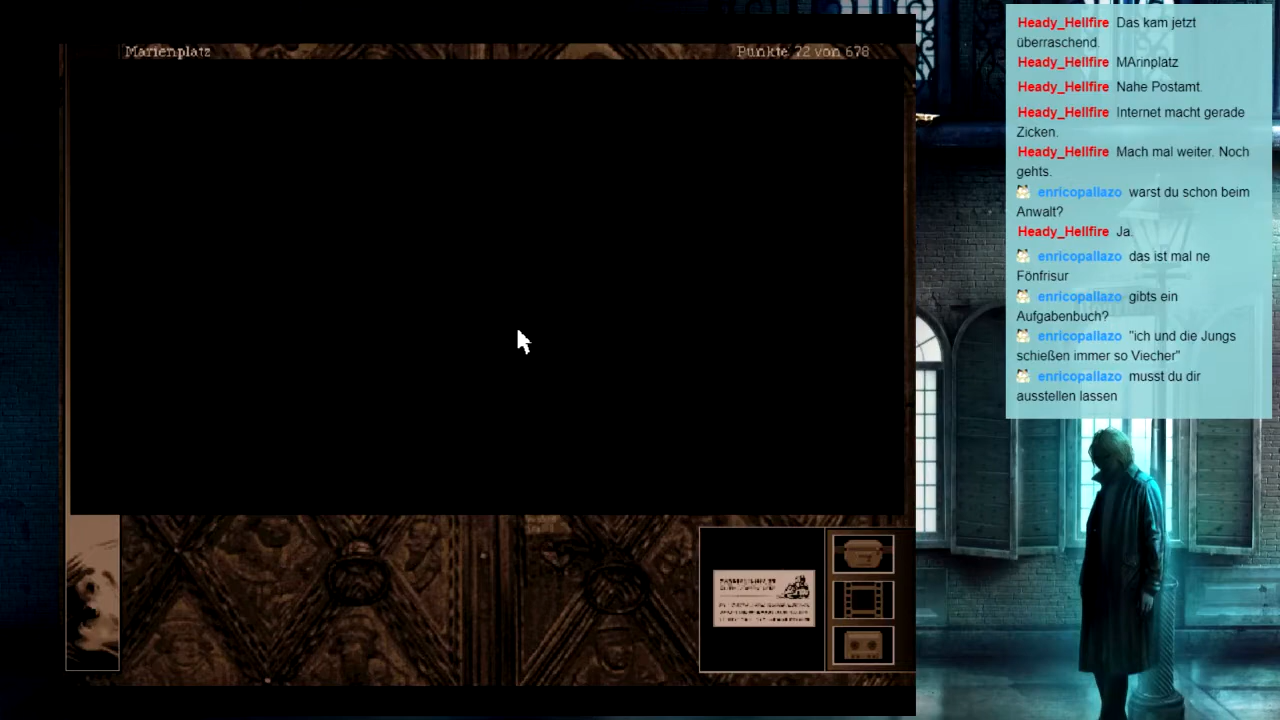 Marienplatz
Punkte 72 von 678
Heady_Hellfire Das kam jetzt
überraschend.
Heady_Hellfire MArinplatz
Heady_Hellfire Nahe Postamt.
Heady_Hellfire Internet macht gerade
Zicken.
Heady_Hellfire Mach mal weiter. Noch
gehts.
enricopallazo warst du schon beim
Anwalt?
Heady_Hellfire Ja.
enricopallazo das ist mal ne
Fönfrisur
enricopallazo gibts ein
Aufgabenbuch?
enricopallazo "ich und die Jungs
schießen immer so Viecher"
enricopallazo musst du dir
ausstellen lassen